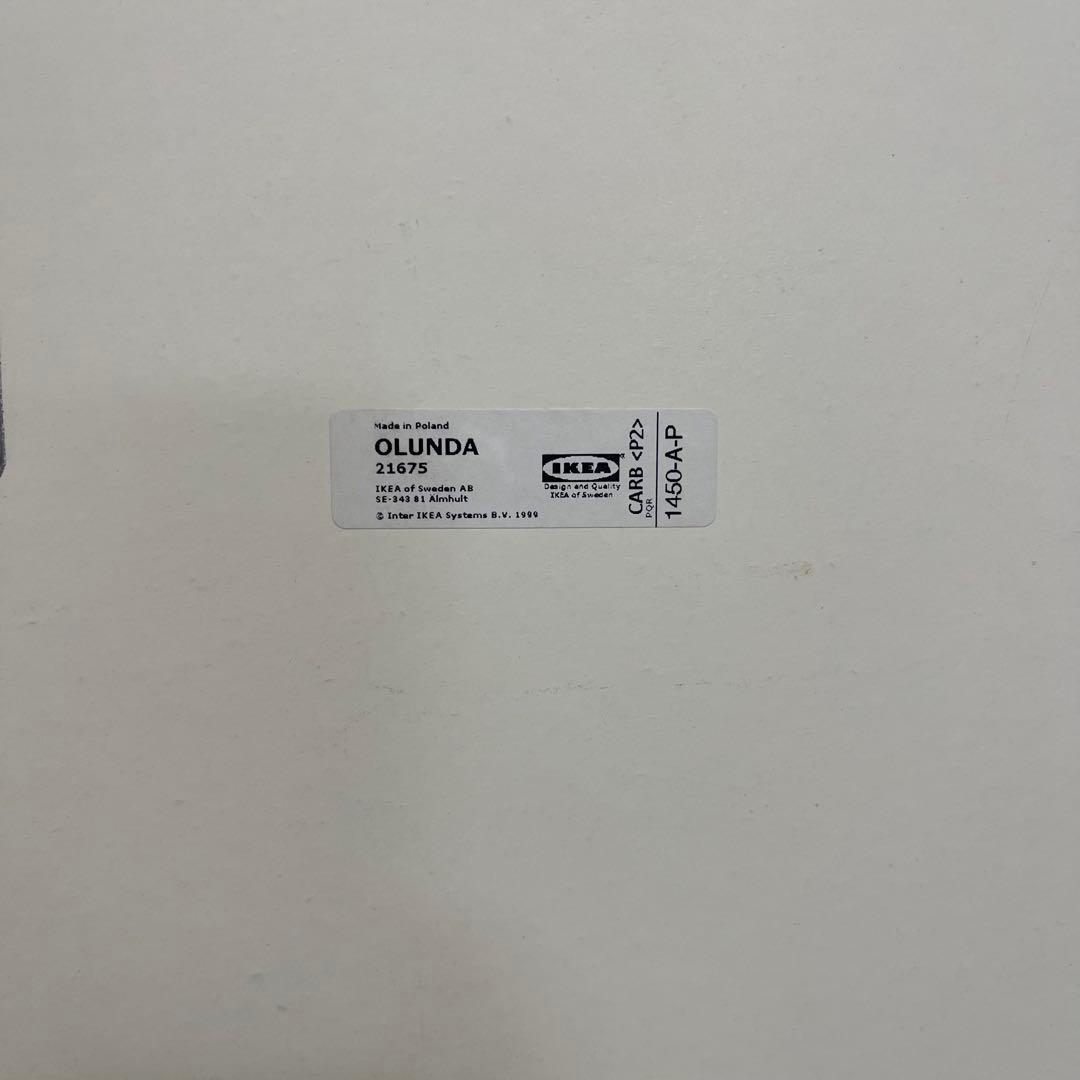 Made in Poland
OLUNDA
21675
IKEA of Sweden AB
SE-343 81 Älmhult
© Inter IKEA Systems B.V. 1999
IKEA®
Design and Quality
IKEA of Sweden
CARB <P2>
PQR
1450-A-P